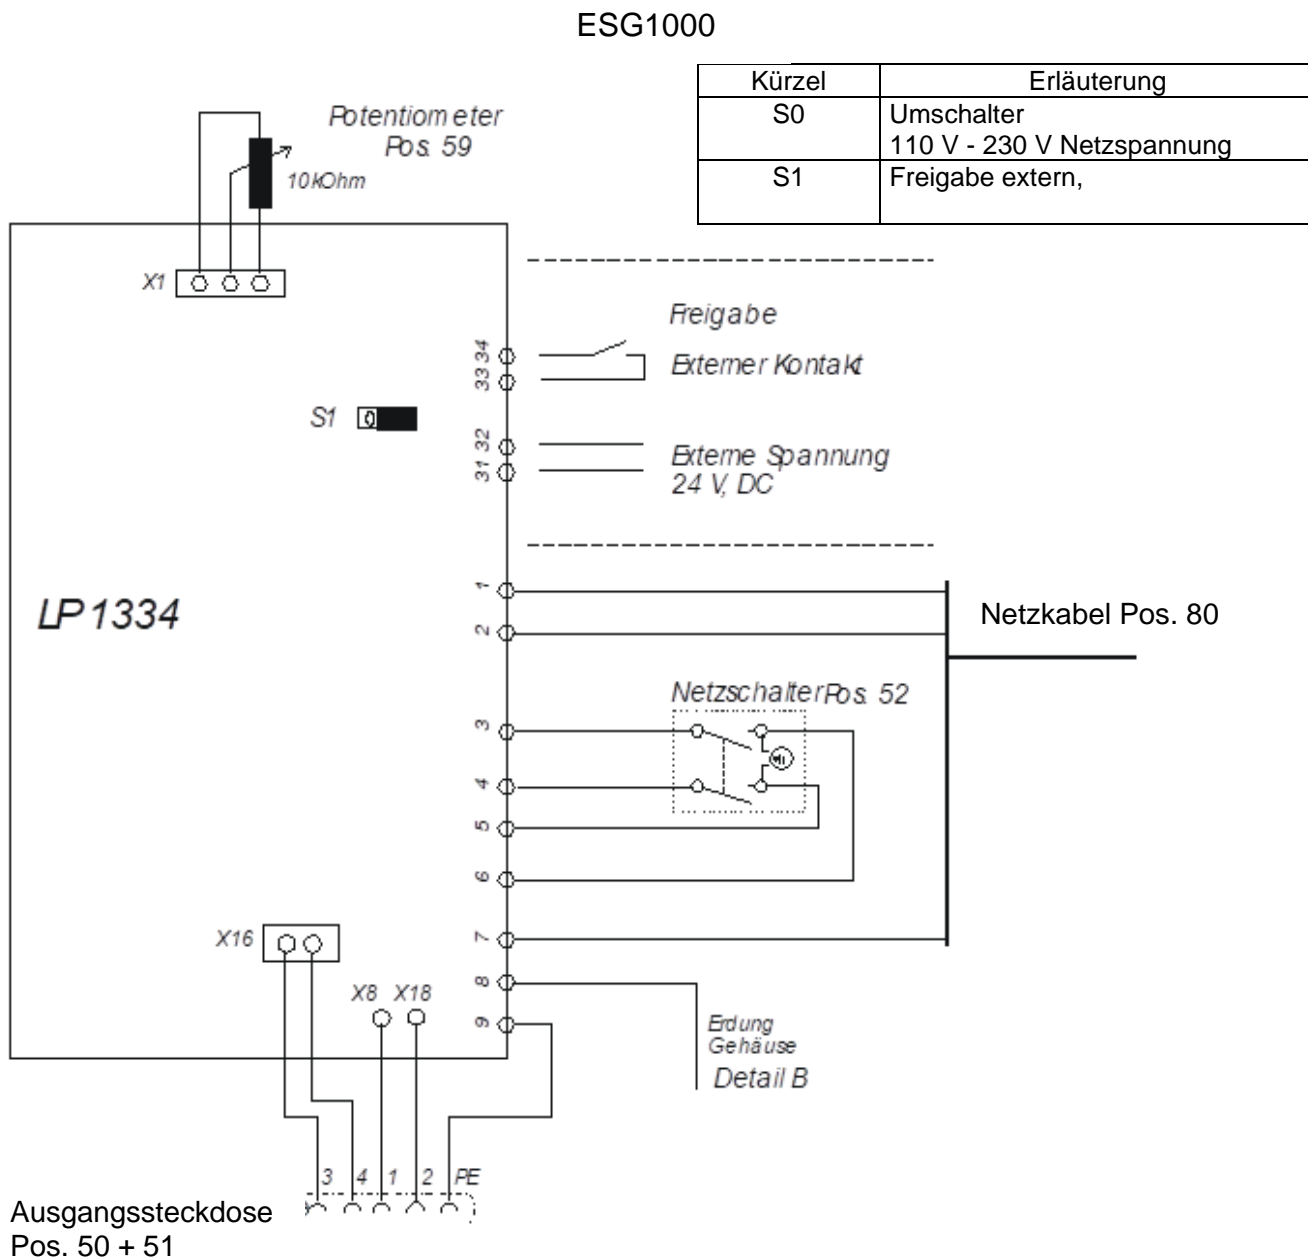 ESG1000
Kürzel Erläuterung
S0 Umschalter
110 V - 230 V Netzspannung
S1 Freigabe extern,
Potentiometer
Pos. 59
10kOhm
X1
Freigabe
34
Externer Kontakt
33
S1 0
32
Externe Spannung
31
24 V, DC
LP1334
1
Netzkabel Pos. 80
2
Netzschalter Pos. 52
3
4
5
6
X16
7
8
X8 X18
9
Erdung
Gehäuse
Detail B
3 4 1 2 PE
Ausgangssteckdose
Pos. 50 + 51